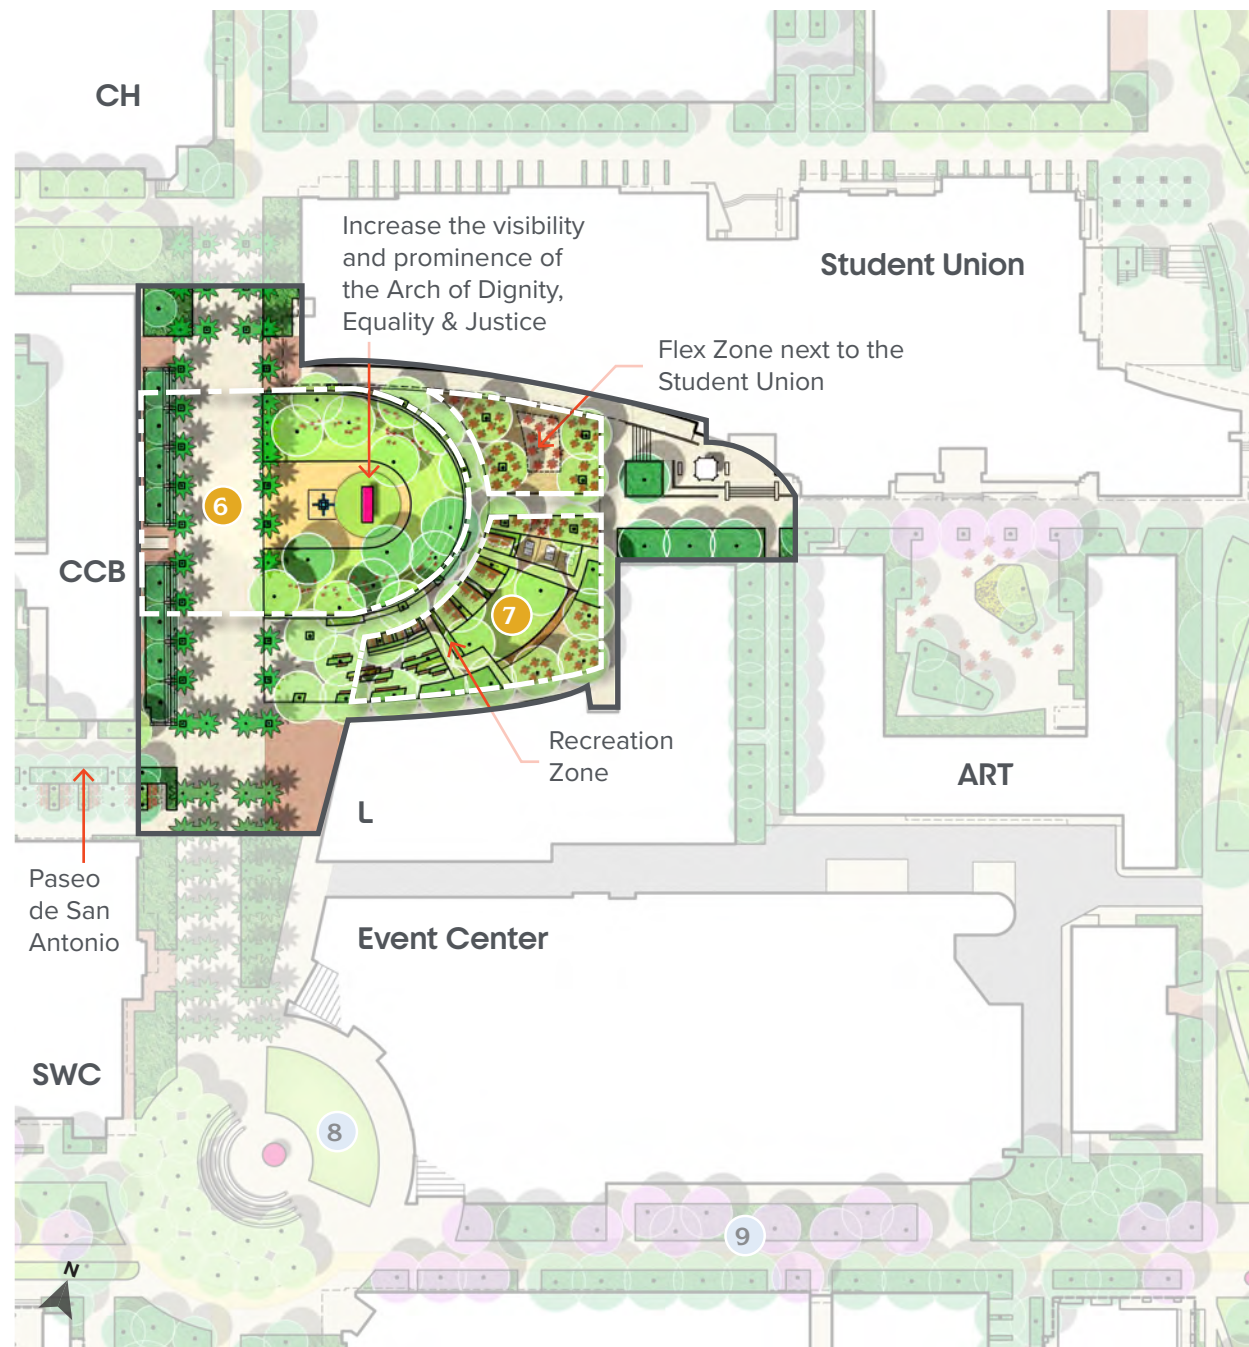 CH
Increase the visibility
and prominence of
the Arch of Dignity,
Equality & Justice
Student Union
Flex Zone next to the
Student Union
6
CCB
7
Recreation
Zone
ART
L
Paseo
de San
Antonio
Event Center
SWC
8
9
N